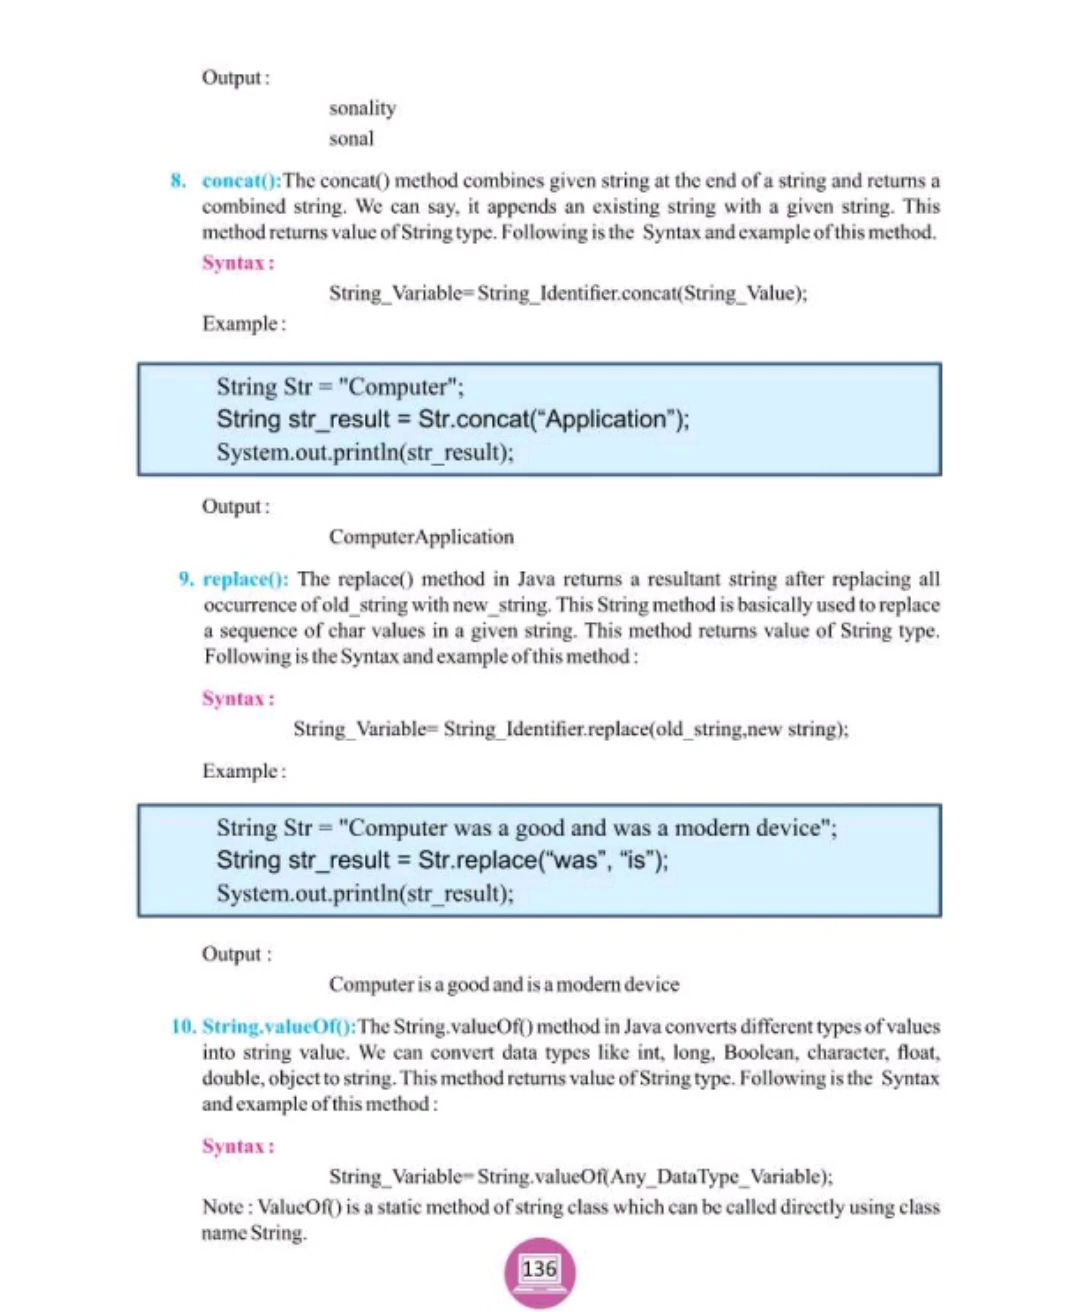 Output :
sonality
sonal
8. concat():The concat() method combines given string at the end of a string and returns a
combined string. We can say, it appends an existing string with a given string. This
method returns value of String type. Following is the Syntax and example of this method.
Syntax :
String_Variable= String_Identifier.concat(String_Value);
Example :
String Str = "Computer";
String str_result = Str.concat(“Application”);
System.out.println(str_result);
Output :
ComputerApplication
9. replace(): The replace() method in Java returns a resultant string after replacing all
occurrence of old_string with new_string. This String method is basically used to replace
a sequence of char values in a given string. This method returns value of String type.
Following is the Syntax and example of this method :
Syntax :
String_Variable= String_Identifier.replace(old_string,new string);
Example :
String Str = "Computer was a good and was a modern device";
String str_result = Str.replace(“was”, “is”);
System.out.println(str_result);
Output :
Computer is a good and is a modern device
10. String.valueOf():The String.valueOf() method in Java converts different types of values
into string value. We can convert data types like int, long, Boolean, character, float,
double, object to string. This method returns value of String type. Following is the Syntax
and example of this method :
Syntax :
String_Variable= String.valueOf(Any_DataType_Variable);
Note : ValueOf() is a static method of string class which can be called directly using class
name String.
136